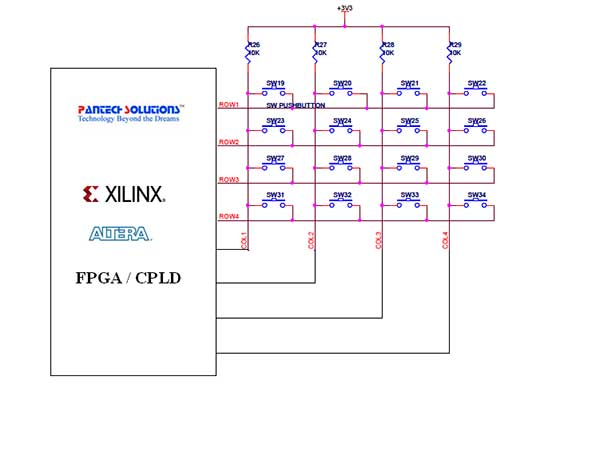 +3V3
R26 R27 R28 R29
10K 10K 10K 10K
SW19 SW20 SW21 SW22
PANTECH SOLUTIONS™
Technology Beyond the Dreams
ROW1
SW PUSHBUTTON
SW23 SW24 SW25 SW26
ROW2
SW27 SW28 SW29 SW30
ROW3
XILINX®
SW31 SW32 SW33 SW34
ROW4
ALTERA
COL1 COL2 COL3 COL4
FPGA / CPLD